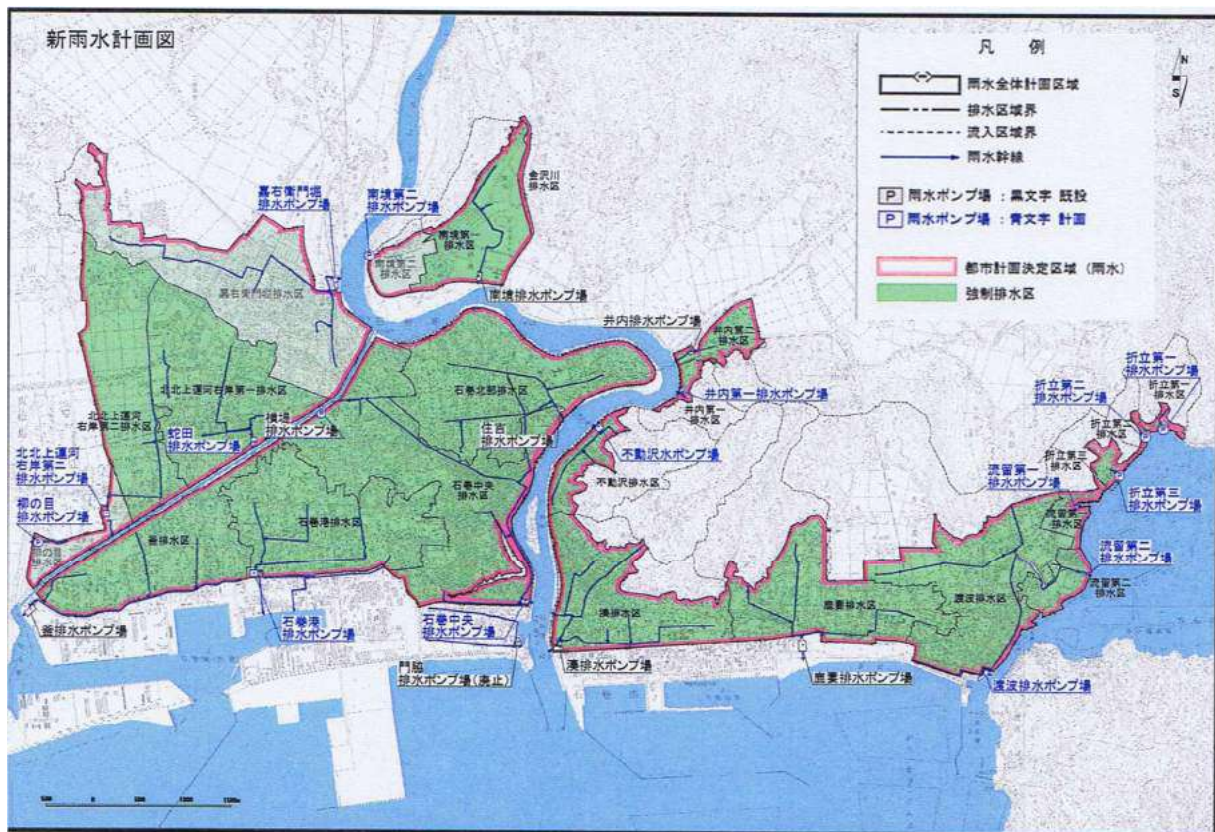 新雨水計画図
凡 例
雨水全体計画区域
排水区域界
流入区域界
雨水幹線
P 雨水ポンプ場 : 黒文字 既設
P 雨水ポンプ場 : 青文字 計画
都市計画決定区域 (雨水)
強制排水区
N
S
嘉右衛門堀
排水ポンプ場
南境第二
排水ポンプ場
金沢川
排水区
南境第一
排水区
南境第二
排水区
南境排水ポンプ場
嘉右衛門堀排水区
井内排水ポンプ場
井内第二
排水区
井内第一排水ポンプ場
井内第一
排水区
石巻北部排水区
北北上運河右岸第一排水区
北北上運河
右岸第二排水区
蛇田
排水ポンプ場
横堤
排水ポンプ場
住吉
排水ポンプ場
不動沢水ポンプ場
不動沢排水区
石巻中央
排水区
北北上運河
右岸第二
排水ポンプ場
柳の目
排水ポンプ場
柳の目
排水区
釜排水区
石巻港排水区
釜排水ポンプ場
石巻港
排水ポンプ場
石巻中央
排水ポンプ場
門脇
排水ポンプ場(廃止)
湊排水区
湊排水ポンプ場
鹿妻排水区
鹿妻排水ポンプ場
渡波排水区
渡波排水ポンプ場
折立第一
排水ポンプ場
折立第二
排水ポンプ場
折立第一
排水区
折立第二
排水区
折立第三
排水区
折立第三
排水ポンプ場
流留第一
排水ポンプ場
流留第一
排水区
流留第二
排水ポンプ場
流留第二
排水区
500 0 500 1000 1500m